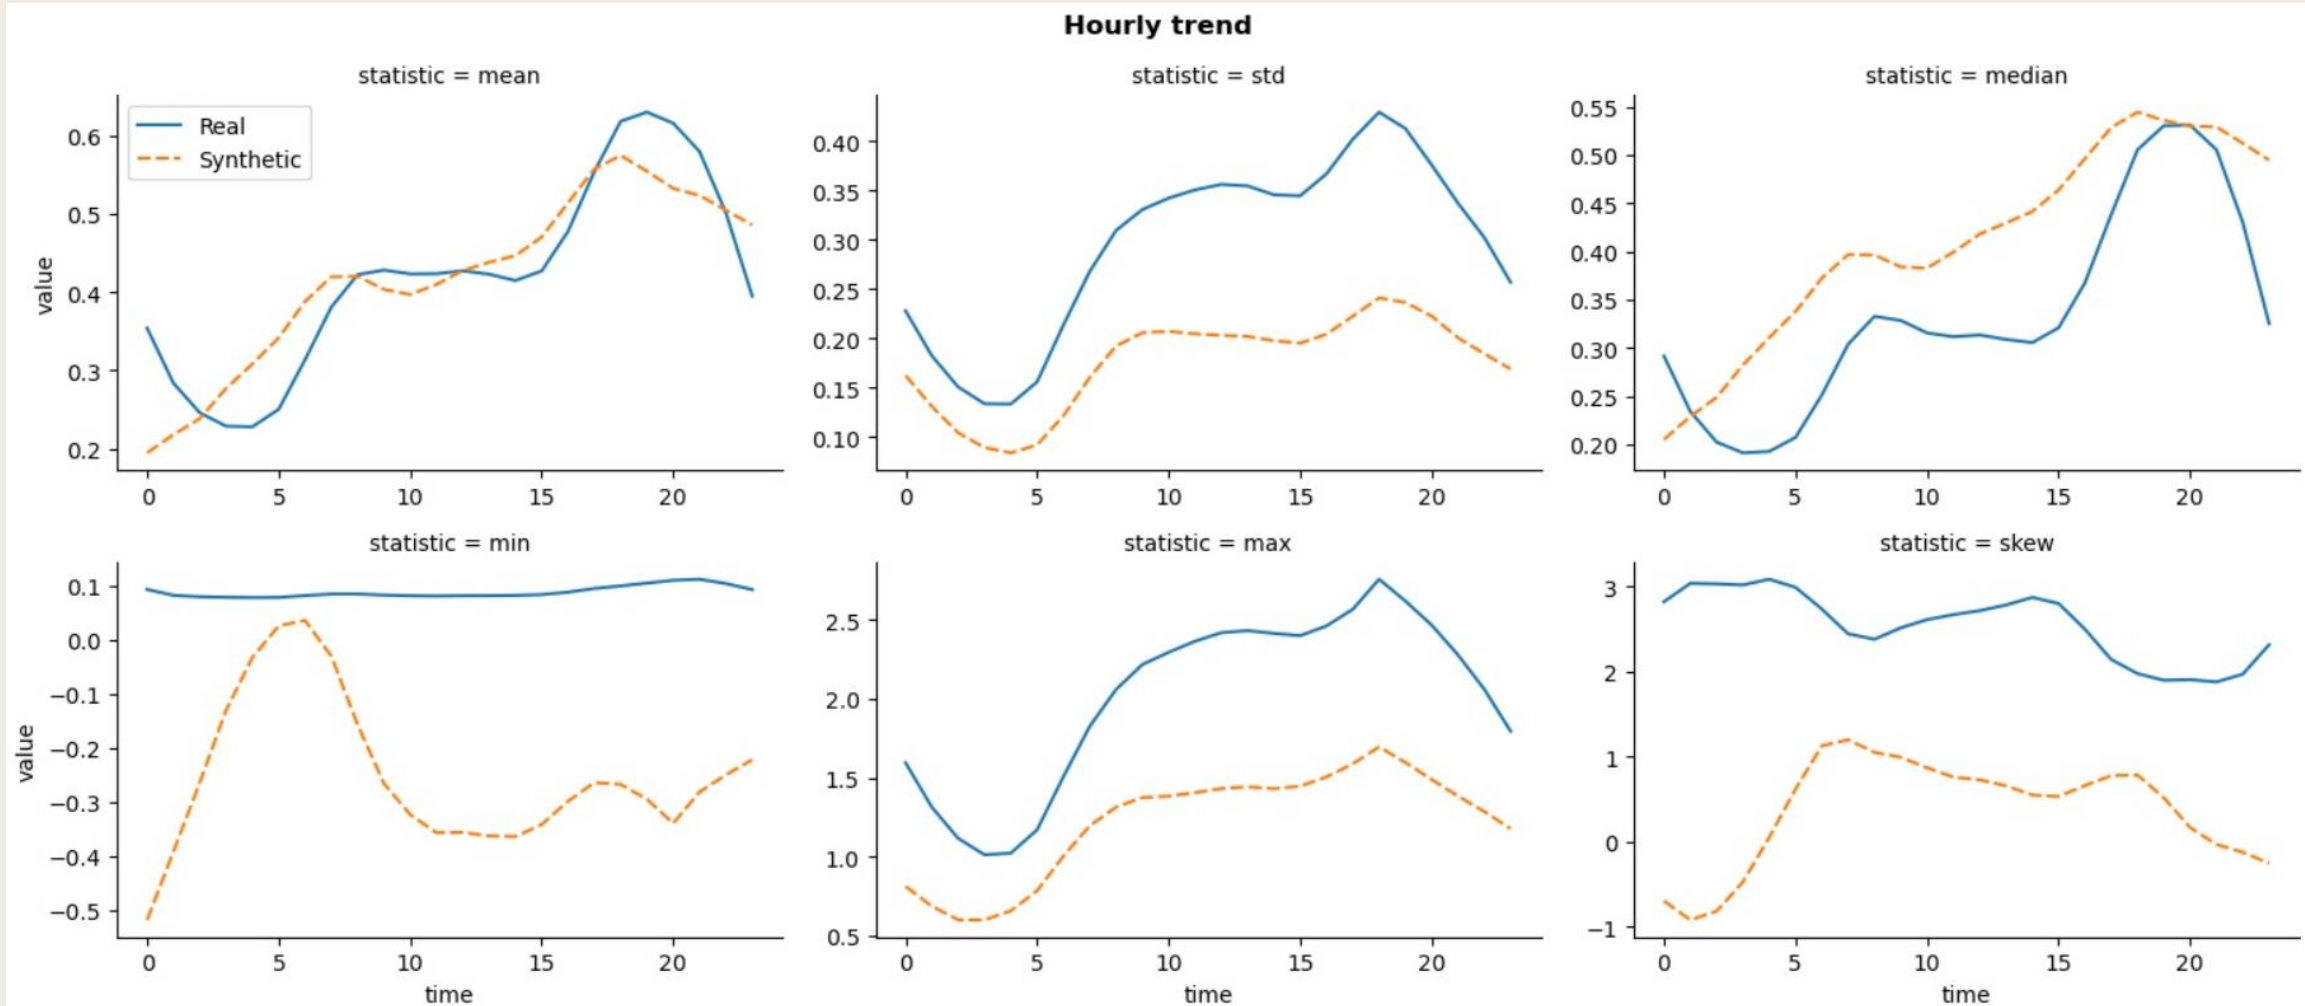 Hourly trend
statistic = mean
statistic = std
statistic = median
Real
Synthetic
value
0.6
0.5
0.4
0.3
0.2
0 5 10 15 20
0.40
0.35
0.30
0.25
0.20
0.15
0.10
0 5 10 15 20
0.55
0.50
0.45
0.40
0.35
0.30
0.25
0.20
0 5 10 15 20
statistic = min
statistic = max
statistic = skew
value
0.1
0.0
−0.1
−0.2
−0.3
−0.4
−0.5
0 5 10 15 20
time
2.5
2.0
1.5
1.0
0.5
0 5 10 15 20
time
3
2
1
0
−1
0 5 10 15 20
time